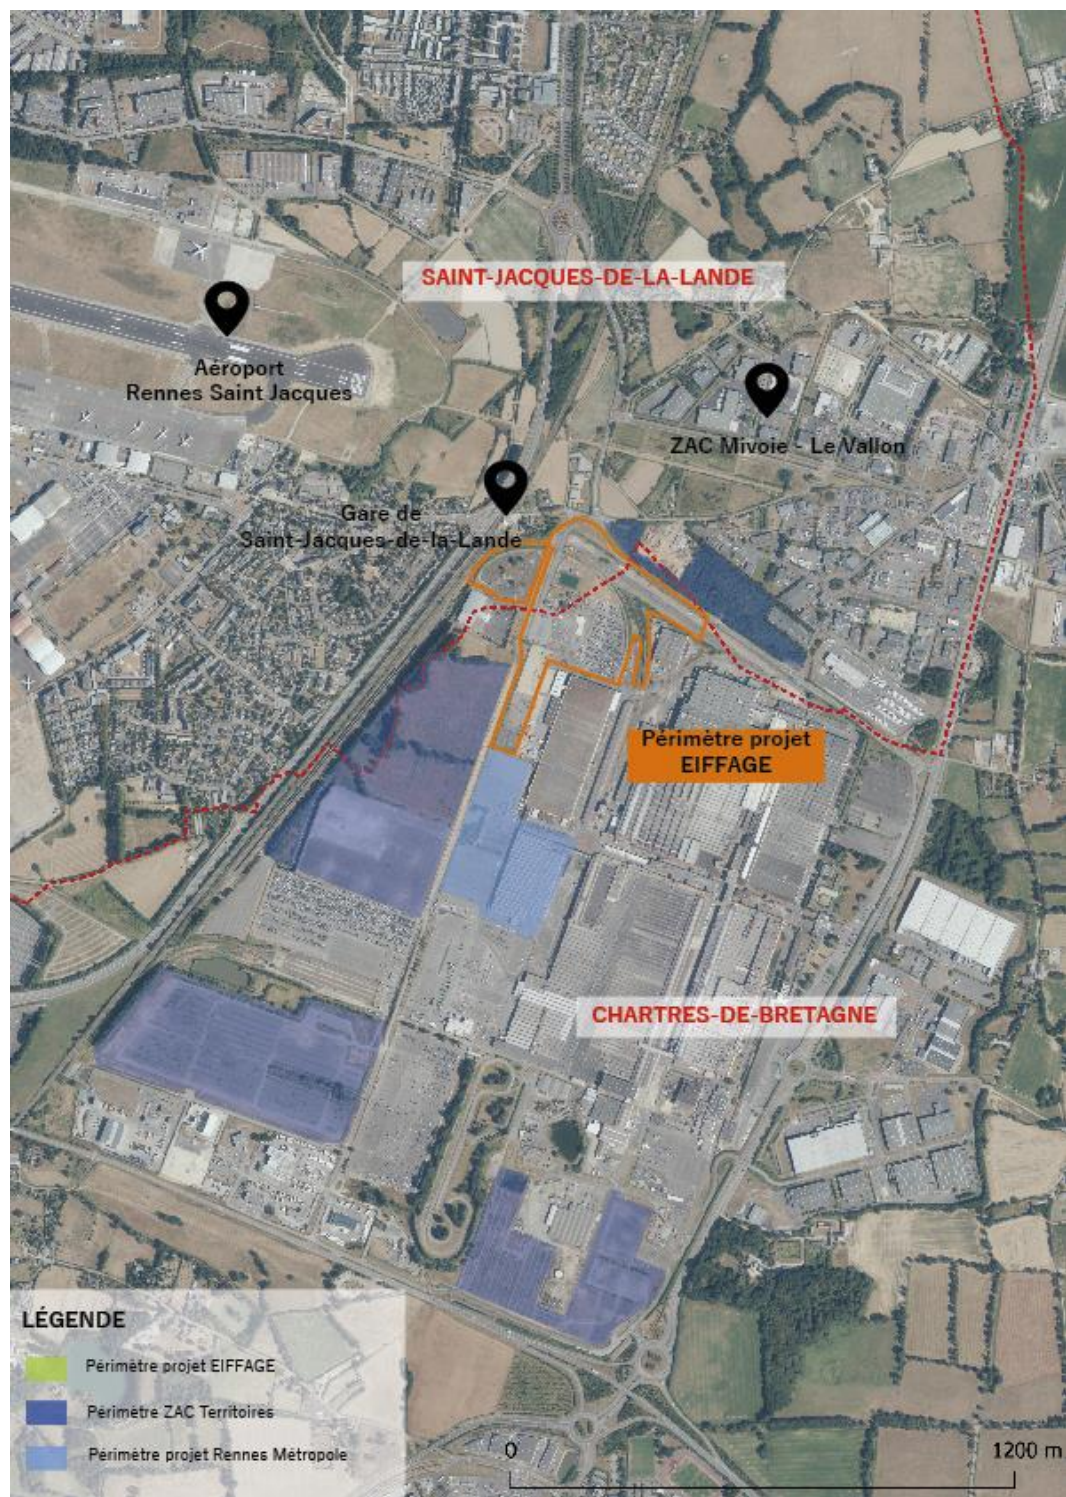 SAINT-JACQUES-DE-LA-LANDE
Aéroport
Rennes Saint Jacques
ZAC Mivoie - Le Vallon
Gare de
Saint-Jacques-de-la-Lande
Périmètre projet
EIFFAGE
CHARTRES-DE-BRETAGNE
LÉGENDE
Périmètre projet EIFFAGE
Périmètre ZAC Territoires
Périmètre projet Rennes Métropole
0 1200 m